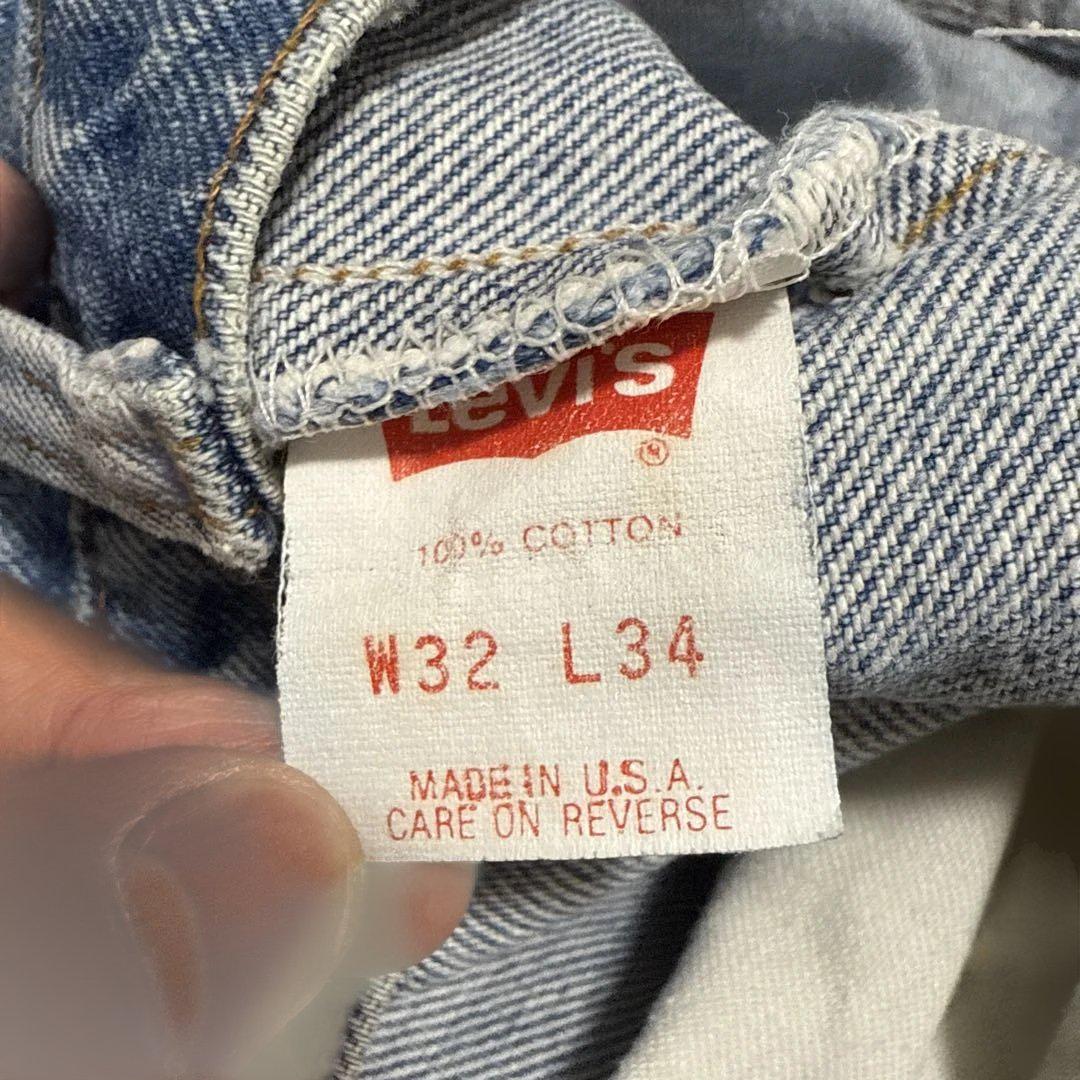 Levi's
®
100% COTTON
W32 L34
MADE IN U.S.A.
CARE ON REVERSE